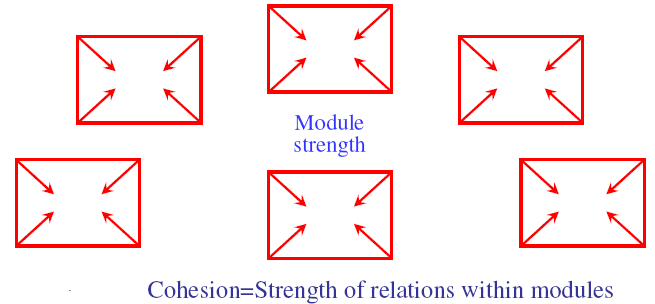 Module
strength
Cohesion=Strength of relations within modules